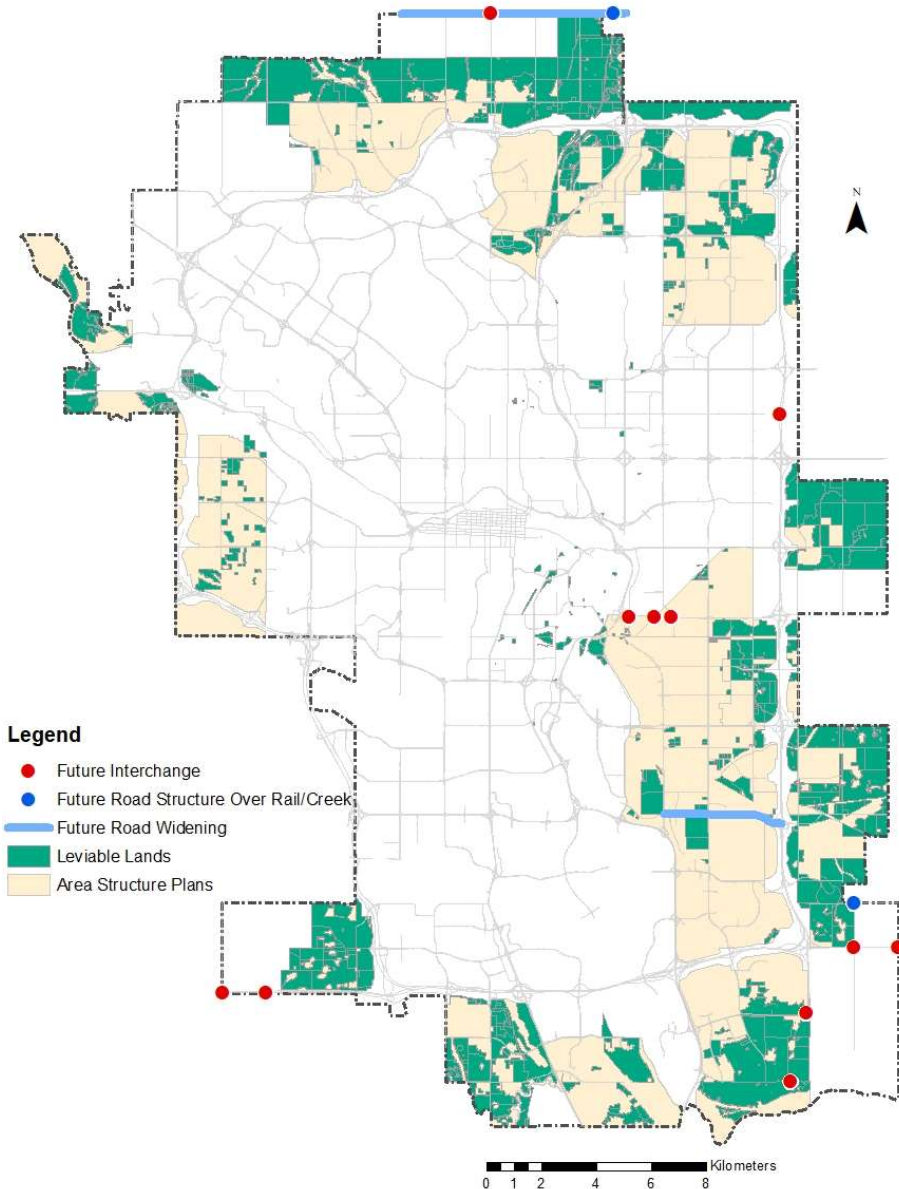 N
Legend
Future Interchange
Future Road Structure Over Rail/Creek
Future Road Widening
Leviable Lands
Area Structure Plans
Kilometers
0 1 2 4 6 8